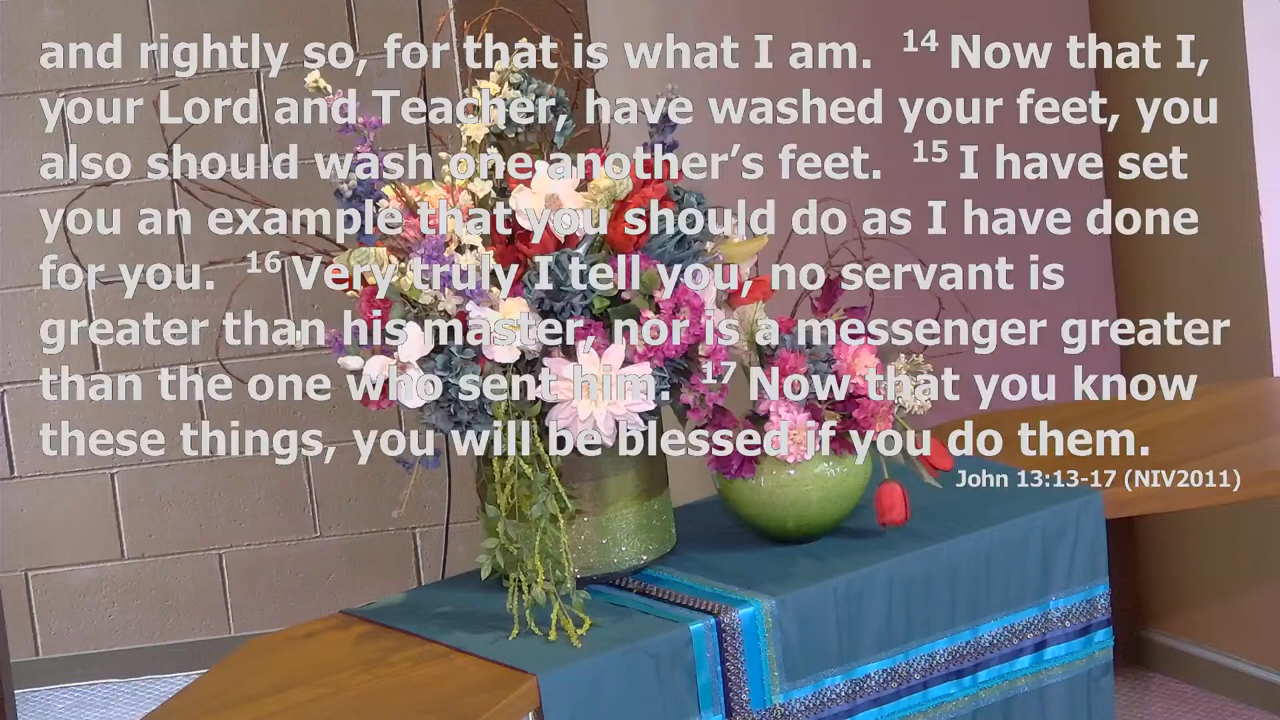 and rightly so, for that is what I am. 14 Now that I,
your Lord and Teacher, have washed your feet, you
also should wash one another’s feet. 15 I have set
you an example that you should do as I have done
for you. 16 Very truly I tell you, no servant is
greater than his master, nor is a messenger greater
than the one who sent him. 17 Now that you know
these things, you will be blessed if you do them.
John 13:13-17 (NIV2011)